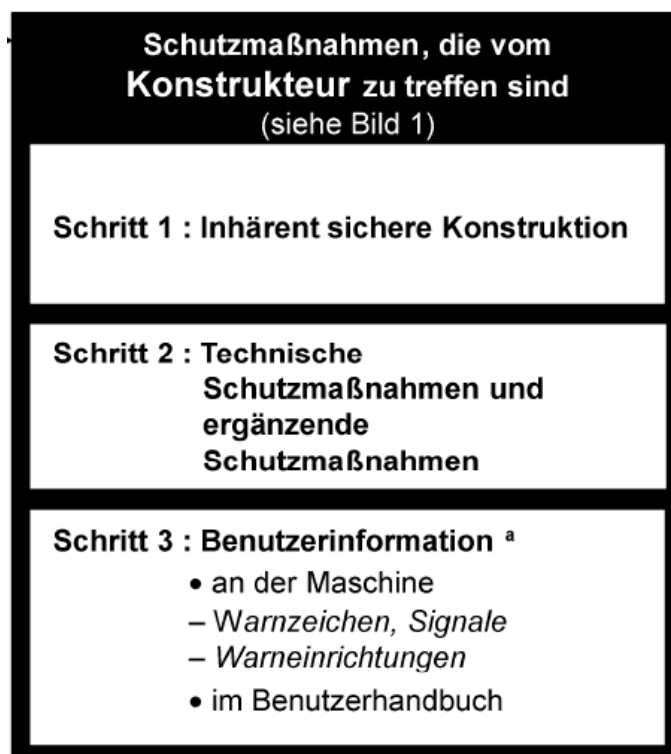 Schutzmaßnahmen, die vom
Konstrukteur zu treffen sind
(siehe Bild 1)
Schritt 1 : Inhärent sichere Konstruktion
Schritt 2 : Technische
Schutzmaßnahmen und
ergänzende
Schutzmaßnahmen
Schritt 3 : Benutzerinformation ᵃ
• an der Maschine
– Warnzeichen, Signale
– Warneinrichtungen
• im Benutzerhandbuch